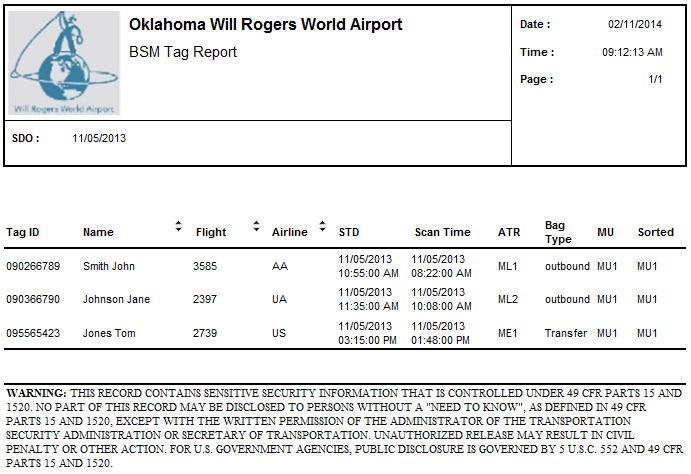 Oklahoma Will Rogers World Airport
BSM Tag Report
Will Rogers World Airport
Date : 02/11/2014
Time : 09:12:13 AM
Page : 1/1
SDO : 11/05/2013
Tag ID Name Flight Airline STD Scan Time ATR Bag Type MU Sorted
090266789 Smith John 3585 AA 11/05/2013 10:55:00 AM 11/05/2013 08:22:00 AM ML1 outbound MU1 MU1
090366790 Johnson Jane 2397 UA 11/05/2013 11:35:00 AM 11/05/2013 10:08:00 AM ML2 outbound MU1 MU1
095565423 Jones Tom 2739 US 11/05/2013 03:15:00 PM 11/05/2013 01:48:00 PM ME1 Transfer MU1 MU1
WARNING: THIS RECORD CONTAINS SENSITIVE SECURITY INFORMATION THAT IS CONTROLLED UNDER 49 CFR PARTS 15 AND
1520. NO PART OF THIS RECORD MAY BE DISCLOSED TO PERSONS WITHOUT A "NEED TO KNOW", AS DEFINED IN 49 CFR
PARTS 15 AND 1520, EXCEPT WITH THE WRITTEN PERMISSION OF THE ADMINISTRATOR OF THE TRANSPORTATION
SECURITY ADMINISTRATION OR SECRETARY OF TRANSPORTATION. UNAUTHORIZED RELEASE MAY RESULT IN CIVIL
PENALTY OR OTHER ACTION. FOR U.S. GOVERNMENT AGENCIES, PUBLIC DISCLOSURE IS GOVERNED BY 5 U.S.C. 552 AND 49 CFR
PARTS 15 AND 1520.